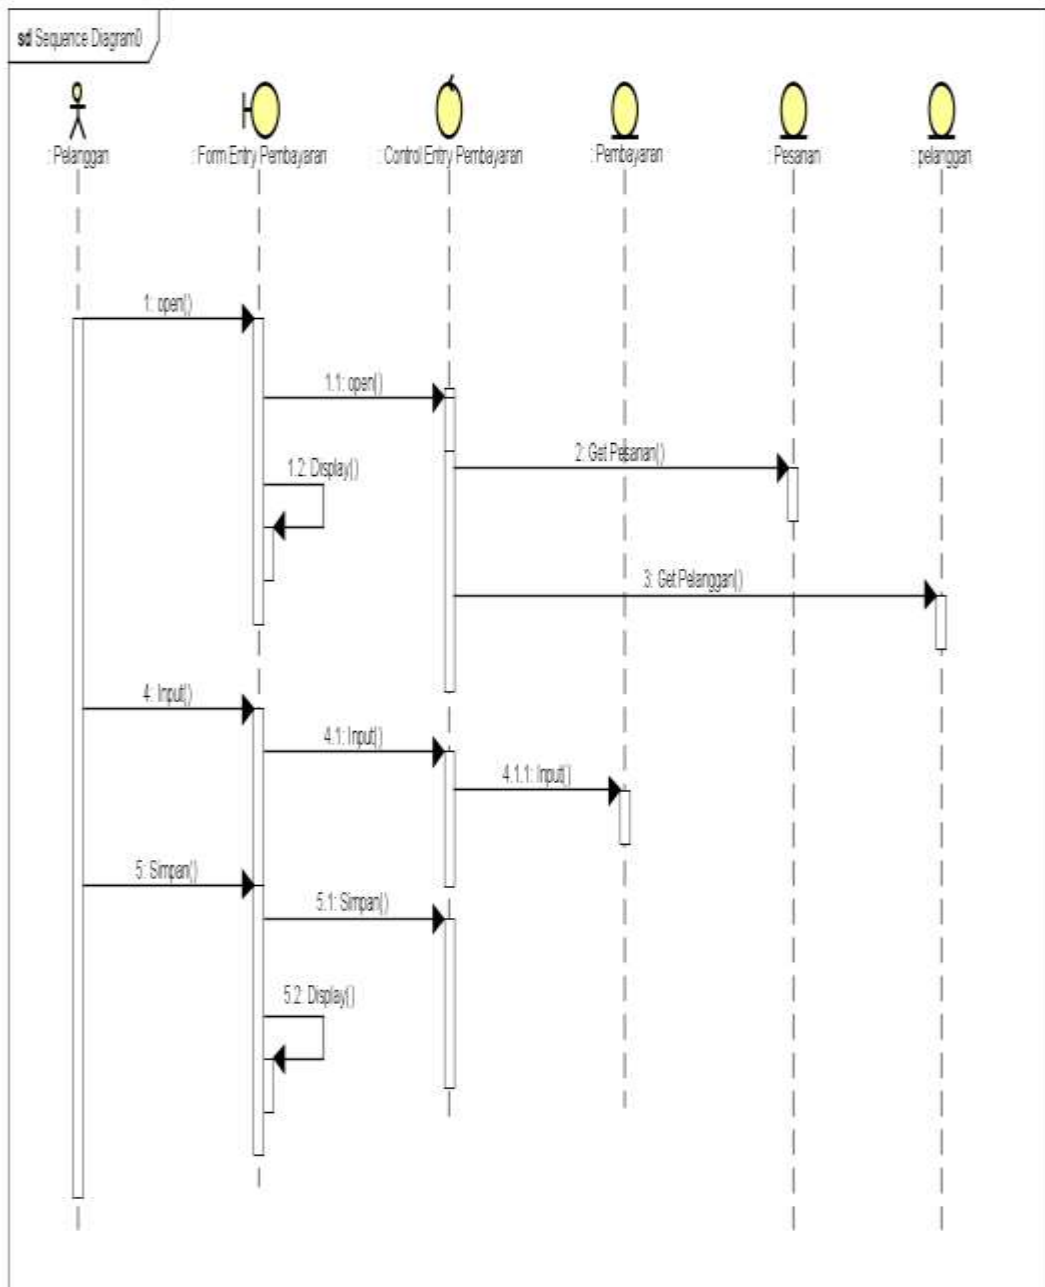 sd Sequence Diagram0
: Pelanggan
: Form Entry Pembayaran
: Control Entry Pembayaran
: Pembayaran
: Pesanan
: pelanggan
1: open()
1.1: open()
2: Get Pesanan()
1.2: Display()
3: Get Pelanggan()
4: Input()
4.1: Input()
4.1.1: Input()
5: Simpan()
5.1: Simpan()
5.2: Display()